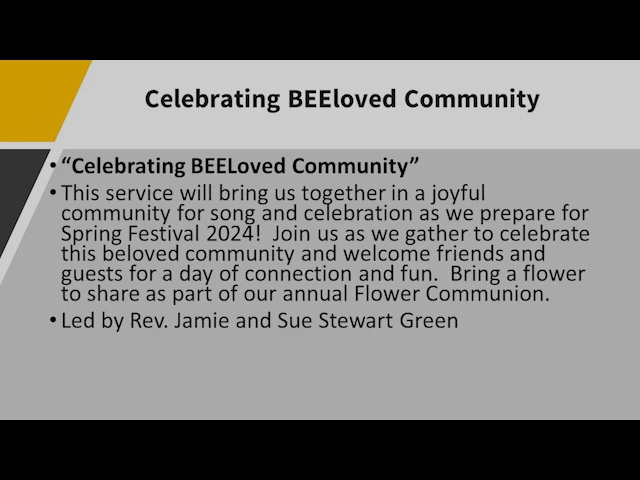 Celebrating BEEloved Community
• “Celebrating BEELoved Community”
• This service will bring us together in a joyful
community for song and celebration as we prepare for
Spring Festival 2024!  Join us as we gather to celebrate
this beloved community and welcome friends and
guests for a day of connection and fun.  Bring a flower
to share as part of our annual Flower Communion.
• Led by Rev. Jamie and Sue Stewart Green